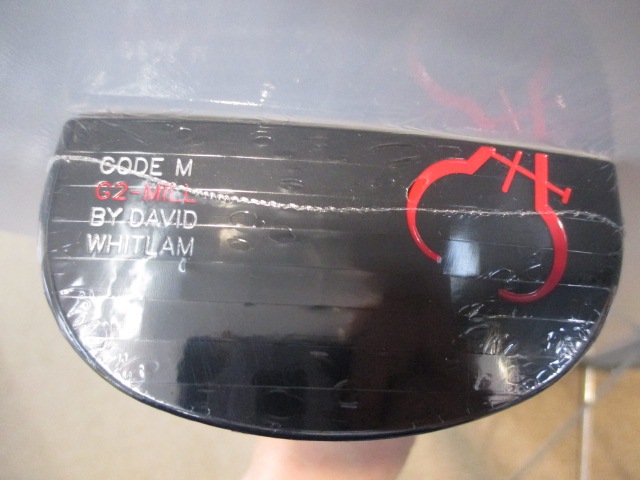 CODE M
G2-MILL
BY DAVID
WHITLAM